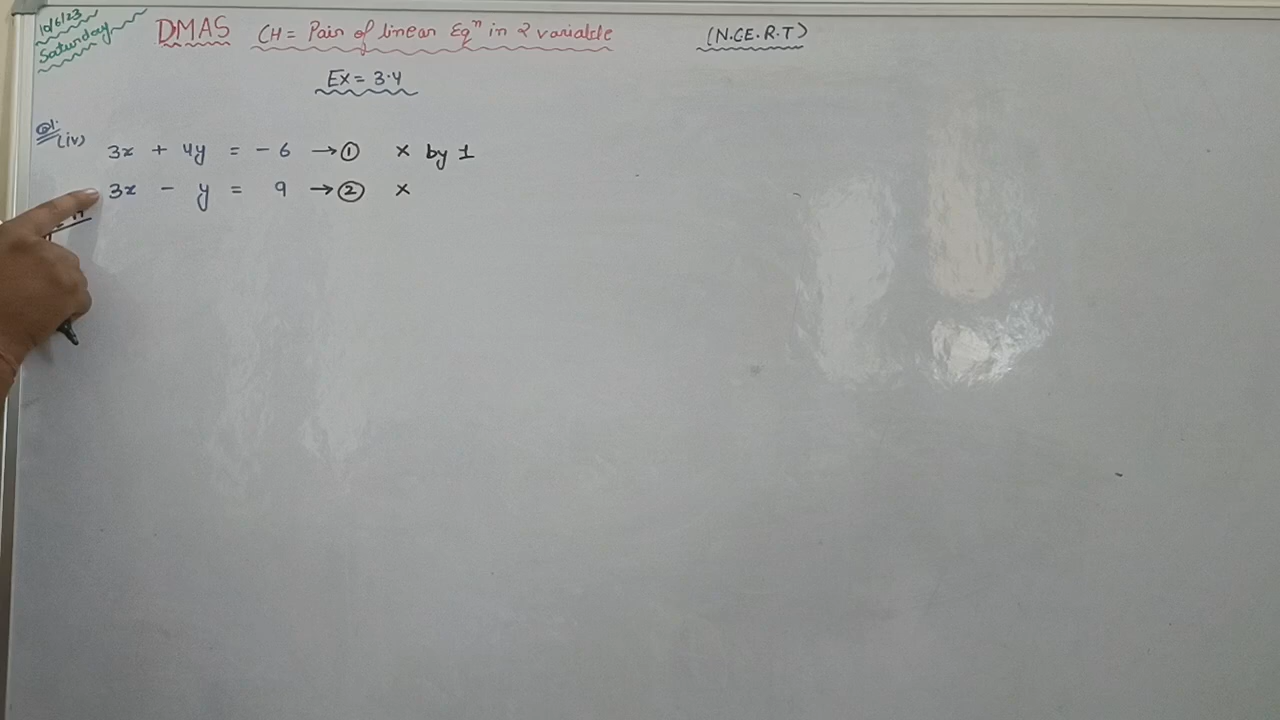 10/6/23
Saturday
DMAS CH = Pair of linear Eqⁿ in 2 variable (N.C.E.R.T)
Ex = 3.4
Q1.
(iv) 3x + 4y = - 6 → ① × by 1
3x - y = 9 → ② ×